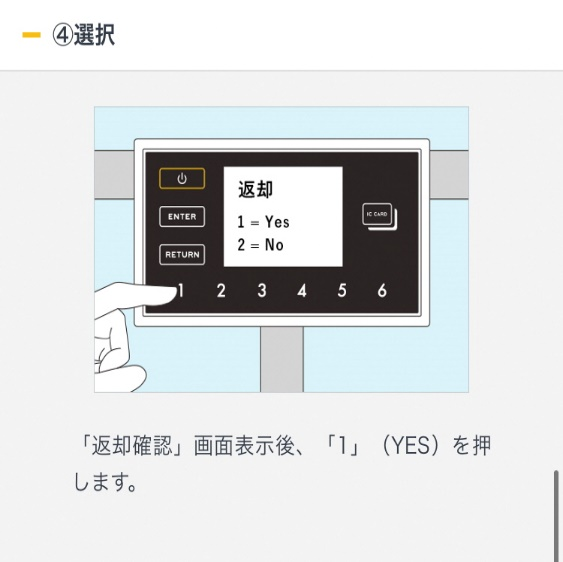 ④選択
返却
1 = Yes
2 = No
ENTER
RETURN
IC CARD
1 2 3 4 5 6
「返却確認」画面表示後、「1」（YES）を押
します。